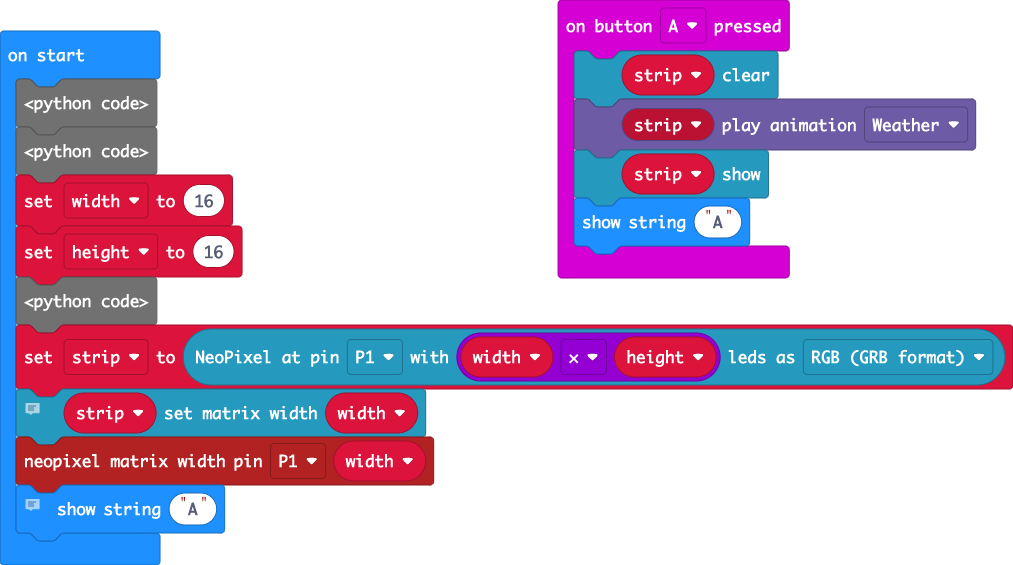 on start
<python code>
<python code>
set width to 16
set height to 16
<python code>
set strip to NeoPixel at pin P1 with width × height leds as RGB (GRB format)
strip set matrix width width
neopixel matrix width pin P1 width
show string "A"
on button A pressed
strip clear
strip play animation Weather
strip show
show string "A"